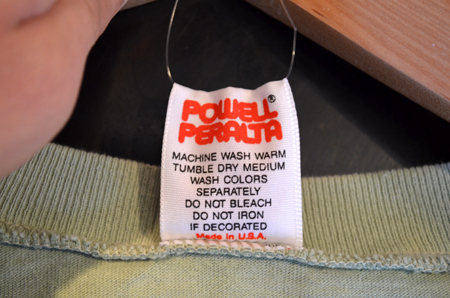 POWELL®
PERALTA
MACHINE WASH WARM
TUMBLE DRY MEDIUM
WASH COLORS
SEPARATELY
DO NOT BLEACH
DO NOT IRON
IF DECORATED
Made in U.S.A.